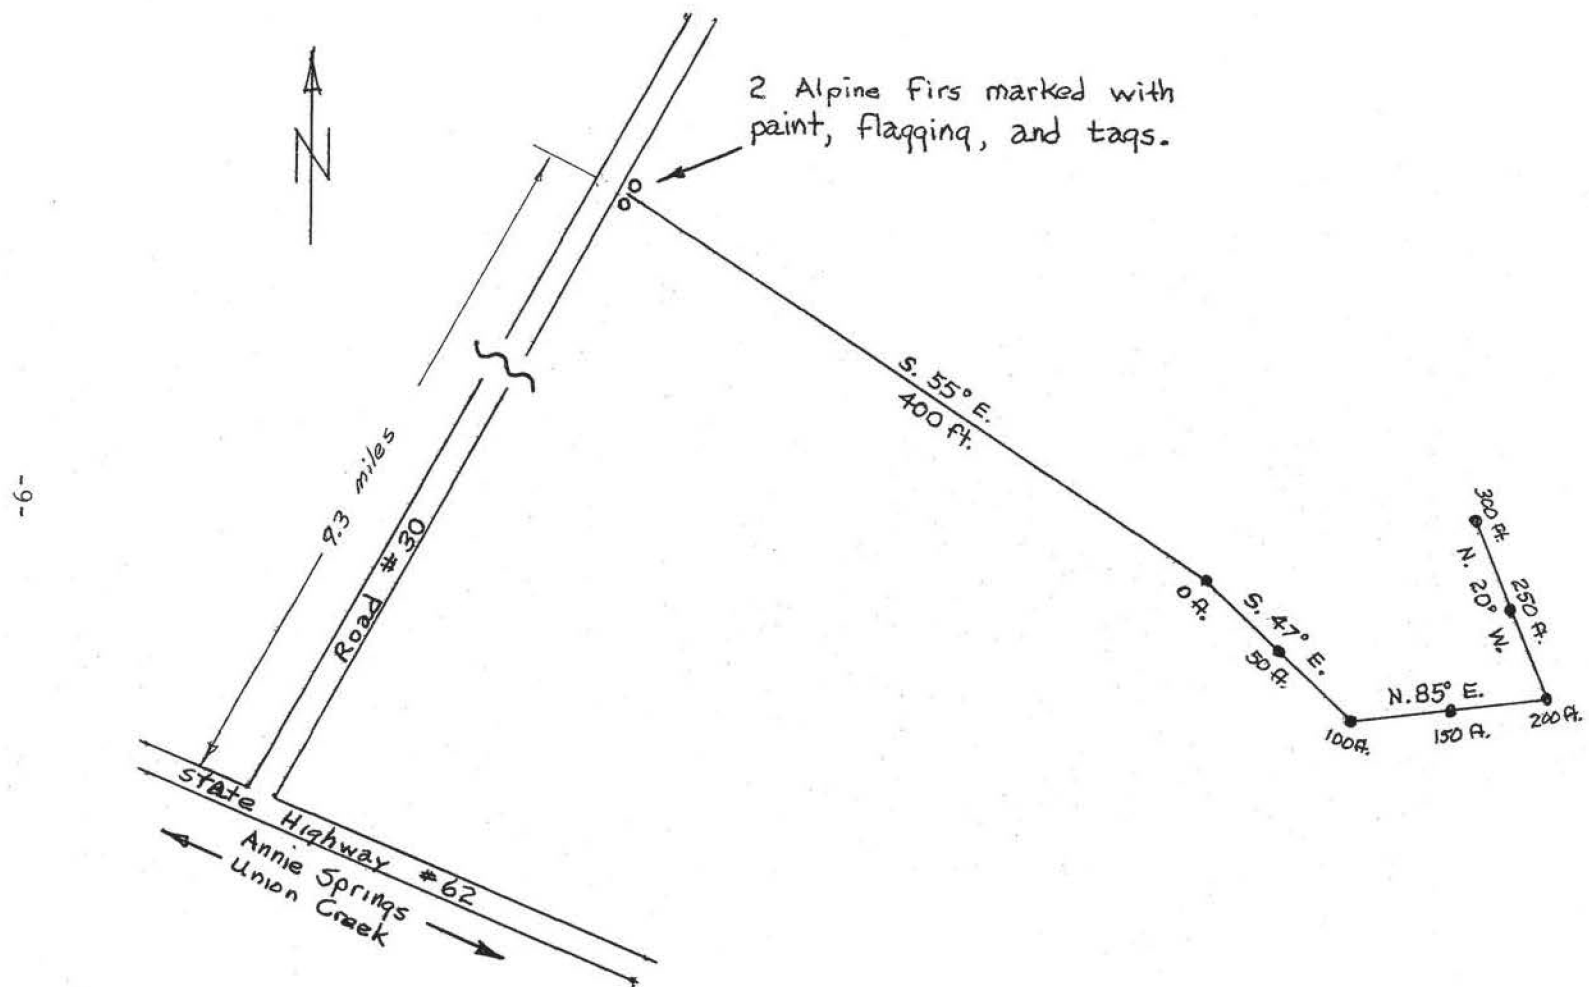 N
2 Alpine Firs marked with
paint, flagging, and tags.
S. 55° E.
400 ft.
9.3 miles
Road #30
-6-
300 ft.
N. 20° W.
250 ft.
0 ft.
S. 47° E.
50 ft.
N. 85° E.
100 ft.
150 ft.
200 ft.
State Highway #62
Annie Springs
Union Creek